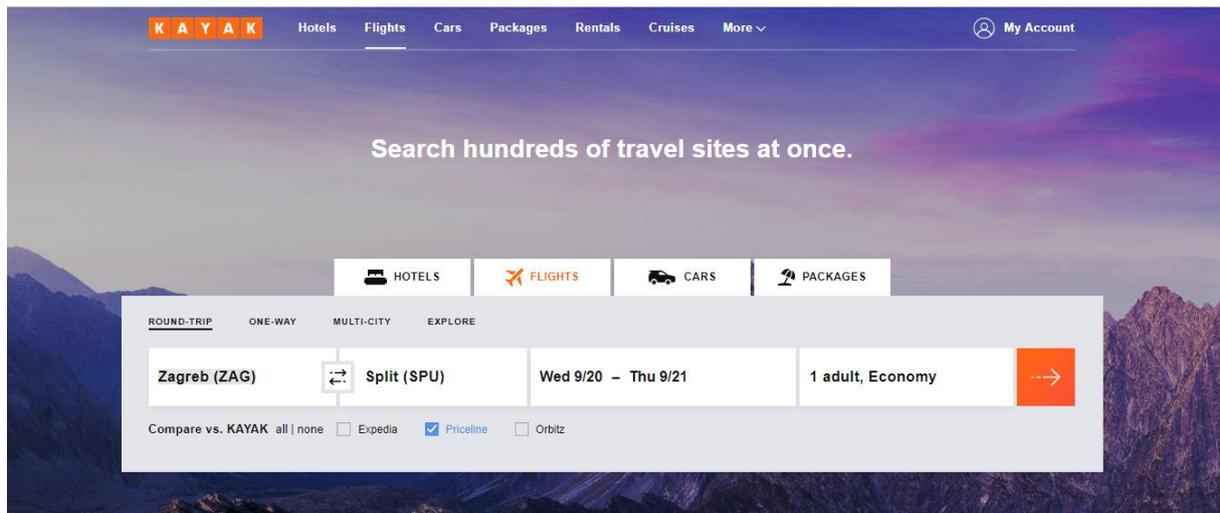 KAYAK Hotels Flights Cars Packages Rentals Cruises More My Account
Search hundreds of travel sites at once.
HOTELS FLIGHTS CARS PACKAGES
ROUND-TRIP ONE-WAY MULTI-CITY EXPLORE
Zagreb (ZAG) Split (SPU) Wed 9/20 – Thu 9/21 1 adult, Economy
Compare vs. KAYAK all | none Expedia Priceline Orbitz